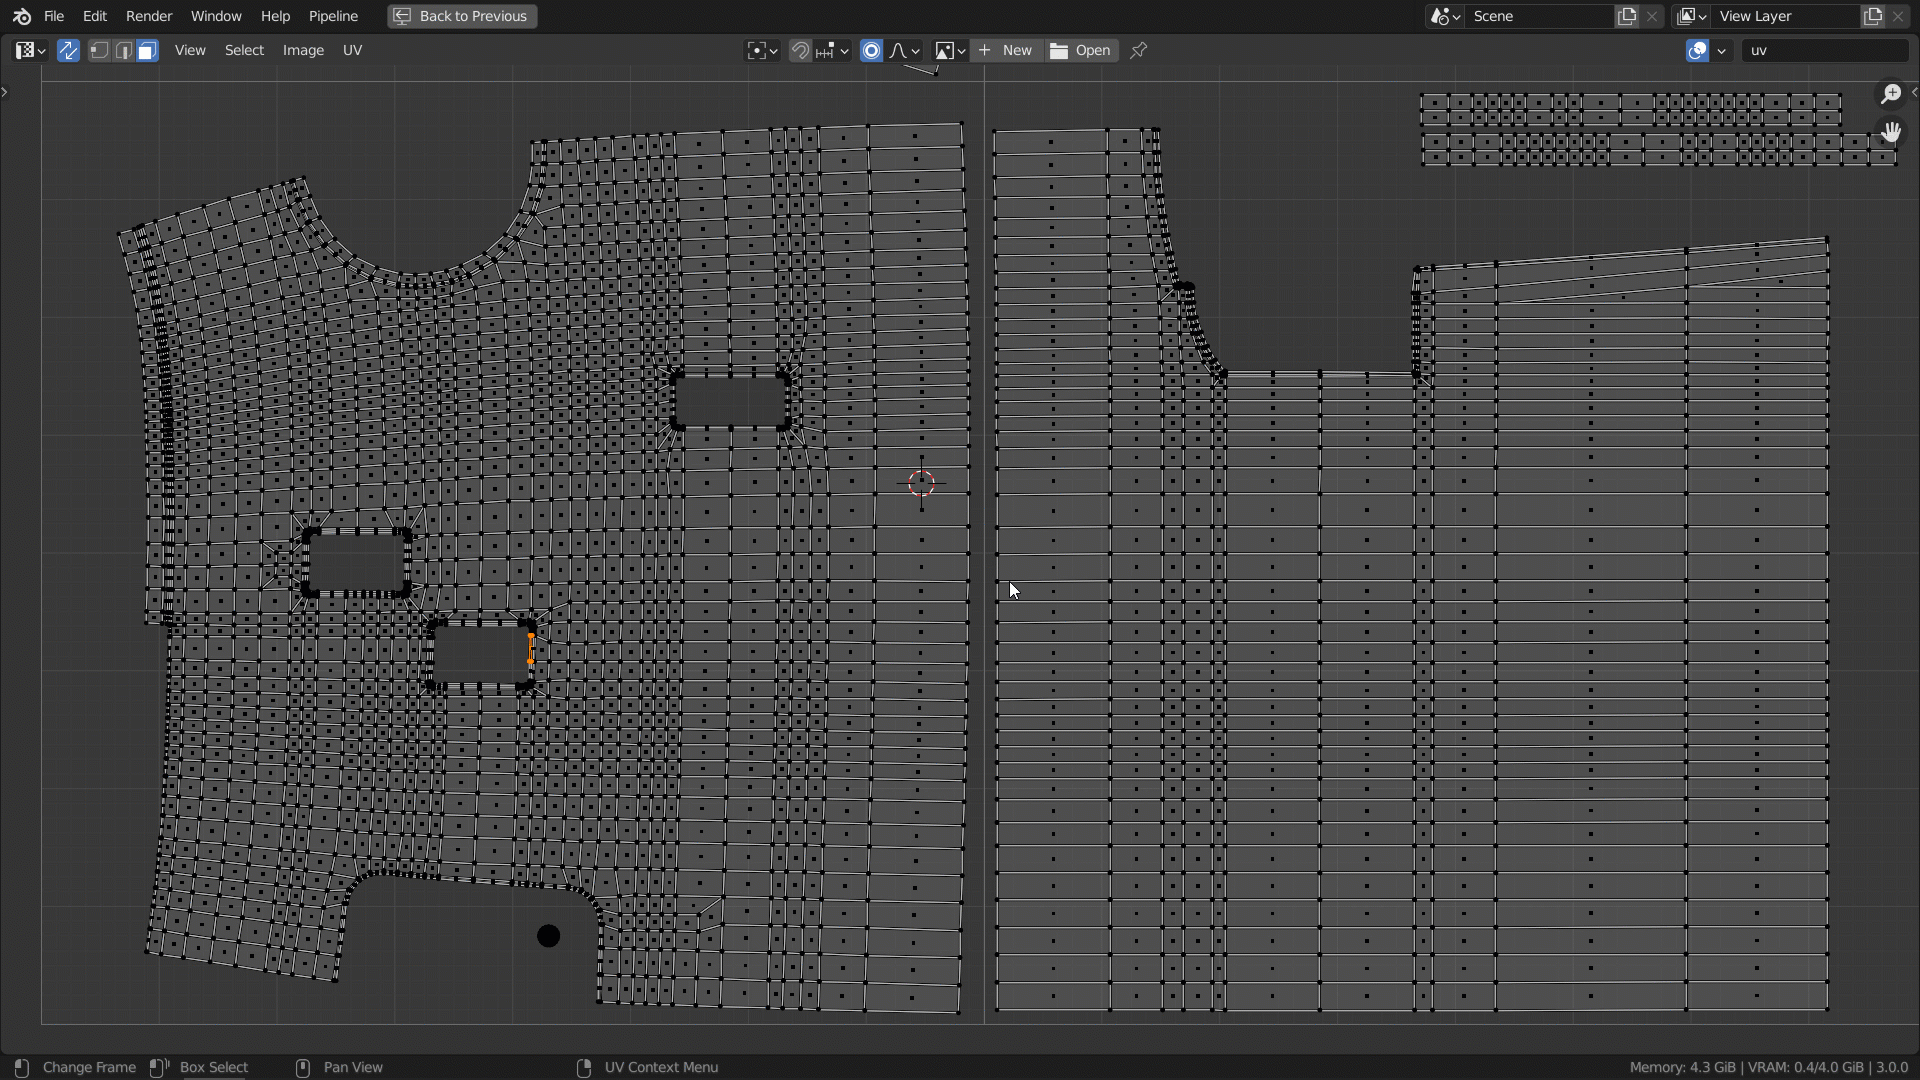 File Edit Render Window Help Pipeline Back to Previous Scene View Layer
View Select Image UV New Open uv
Change Frame Box Select Pan View UV Context Menu Memory: 4.3 GiB | VRAM: 0.4/4.0 GiB | 3.0.0